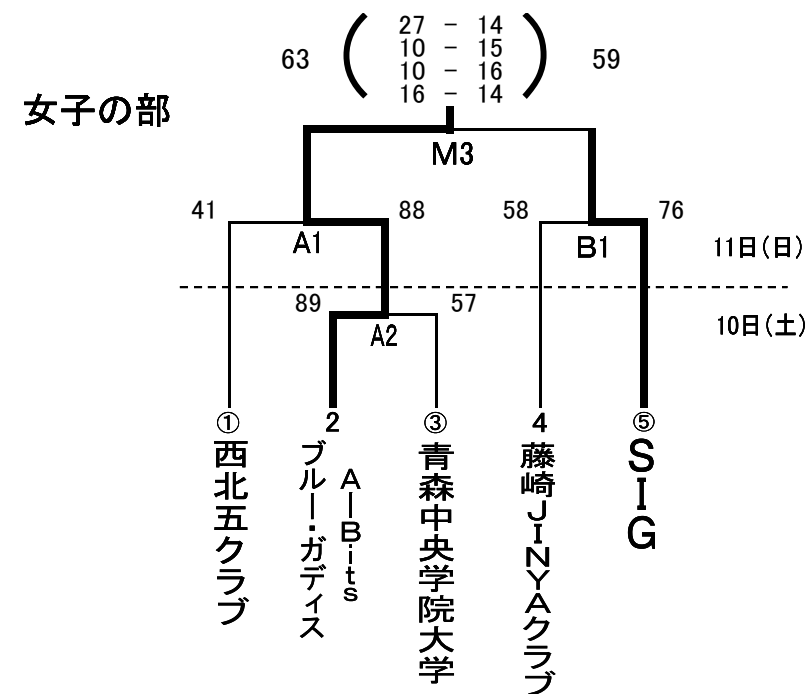 27 - 14
63 ( 10 - 15 ) 59
10 - 16
16 - 14
女子の部
M3
41 88 58 76
A1 B1 11日(日)
89 57
A2 10日(土)
① 2 ③ 4 ⑤
西北五クラブ
ブルー・ガディス
A-Bits
青森中央学院大学
藤崎JINYAクラブ
SIG